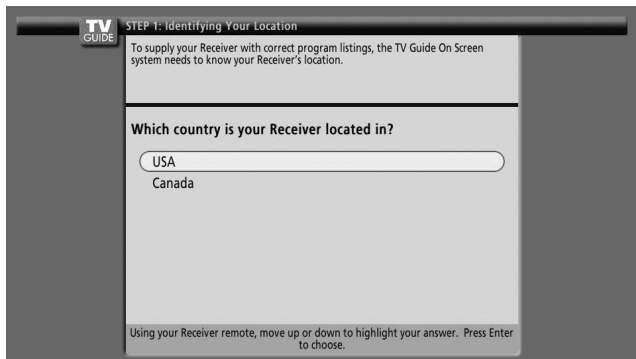 TV
GUIDE
STEP 1: Identifying Your Location
To supply your Receiver with correct program listings, the TV Guide On Screen
system needs to know your Receiver's location.
Which country is your Receiver located in?
USA
Canada
Using your Receiver remote, move up or down to highlight your answer.  Press Enter
to choose.